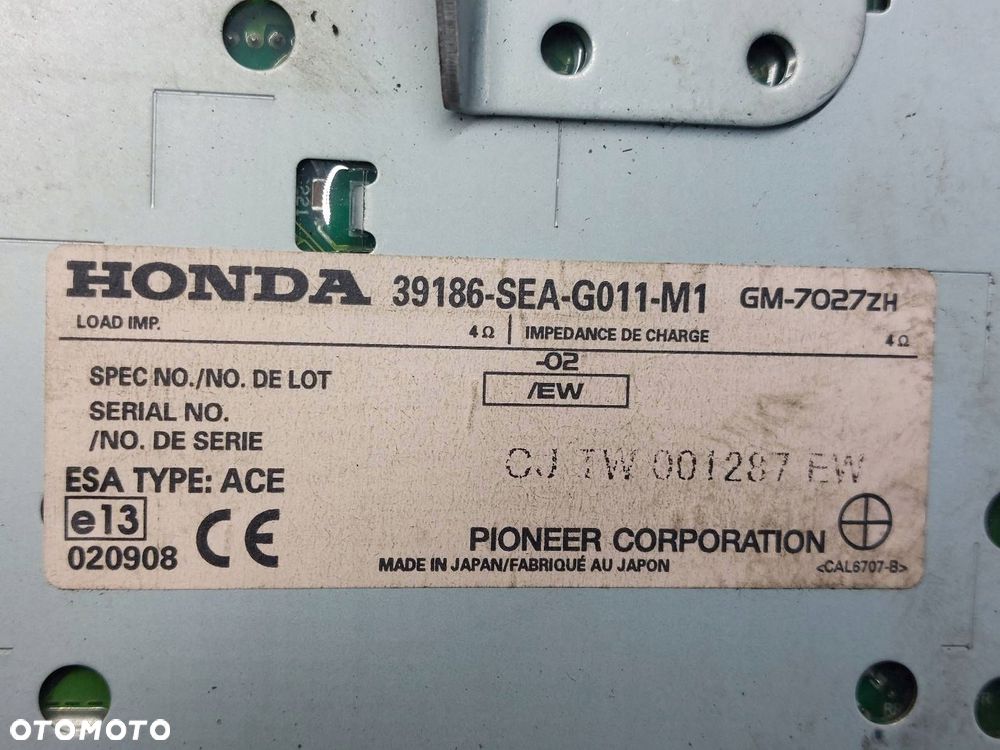 HONDA 39186-SEA-G011-M1 GM-7027ZH
LOAD IMP. 4Ω IMPEDANCE DE CHARGE 4Ω
-02
SPEC NO./NO. DE LOT /EW
SERIAL NO.
/NO. DE SERIE
CJ TW 001287 EW
ESA TYPE: ACE
e13
020908 CE
PIONEER CORPORATION
MADE IN JAPAN/FABRIQUÉ AU JAPON <CAL6707-B>
OTOMOTO